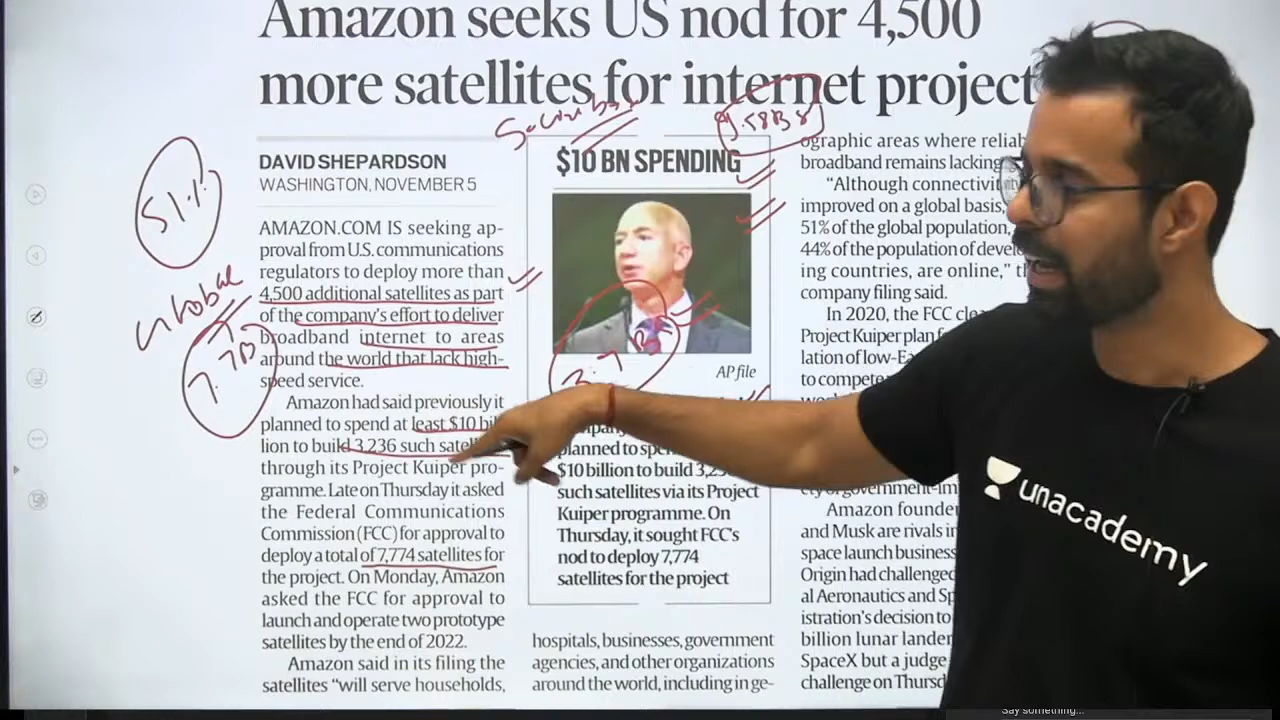 Amazon seeks US nod for 4,500
more satellites for internet project
DAVID SHEPARDSON
WASHINGTON, NOVEMBER 5
AMAZON.COM IS seeking ap-
proval from U.S. communications
regulators to deploy more than
4,500 additional satellites as part
of the company's effort to deliver
broadband internet to areas
around the world that lack high-
speed service.
Amazon had said previously it
planned to spend at least $10 bil
lion to build 3,236 such satel
through its Project Kuiper pro-
gramme. Late on Thursday it asked
the Federal Communications
Commission (FCC) for approval to
deploy a total of 7,774 satellites for
the project. On Monday, Amazon
asked the FCC for approval to
launch and operate two prototype
satellites by the end of 2022.
Amazon said in its filing the
satellites "will serve households,
51%
Global
7.7B
$10 BN SPENDING
3.7B
AP file
planned to spe
$10 billion to build 3,23
such satellites via its Project
Kuiper programme. On
Thursday, it sought FCC's
nod to deploy 7,774
satellites for the project
hospitals, businesses, government
agencies, and other organizations
around the world, including in ge-
ographic areas where reliab
broadband remains lacking
"Although connectivity
improved on a global basis,
51% of the global population,
44% of the population of develo
ing countries, are online," t
company filing said.
In 2020, the FCC cle
Project Kuiper plan f
lation of low-Ea
to compete
Amazon founde
and Musk are rivals in
space launch business
Origin had challenged
al Aeronautics and Sp
istration's decision to
billion lunar lander
SpaceX but a judge
challenge on Thursd
unacademy
Say something...